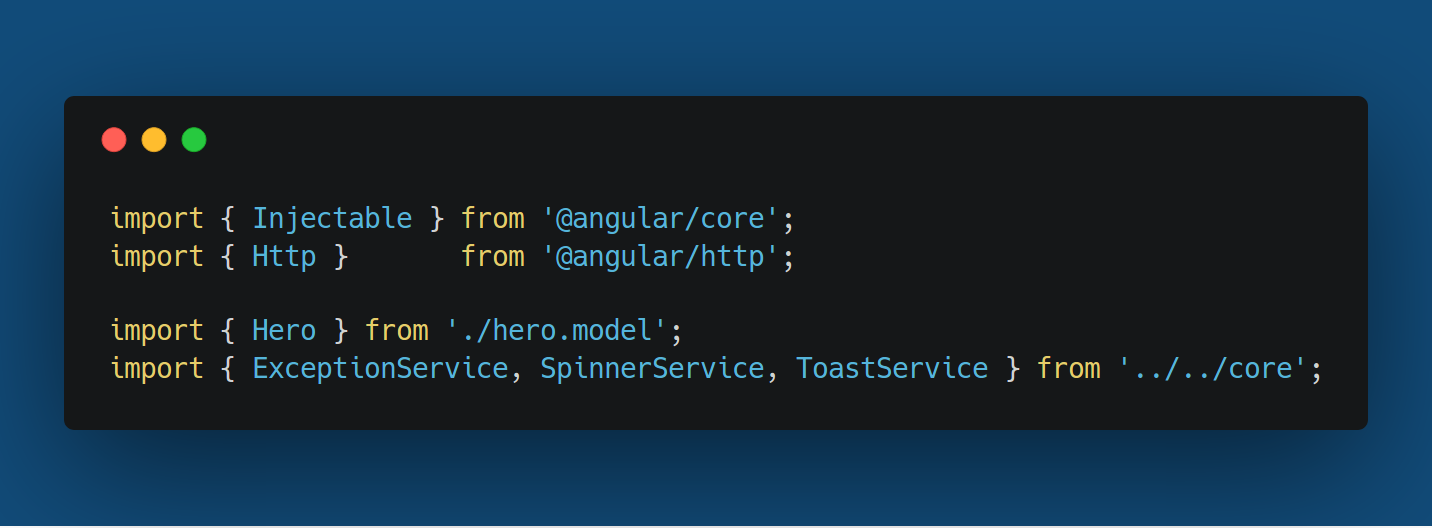 import { Injectable } from '@angular/core';
import { Http }       from '@angular/http';

import { Hero } from './hero.model';
import { ExceptionService, SpinnerService, ToastService } from '../../core';